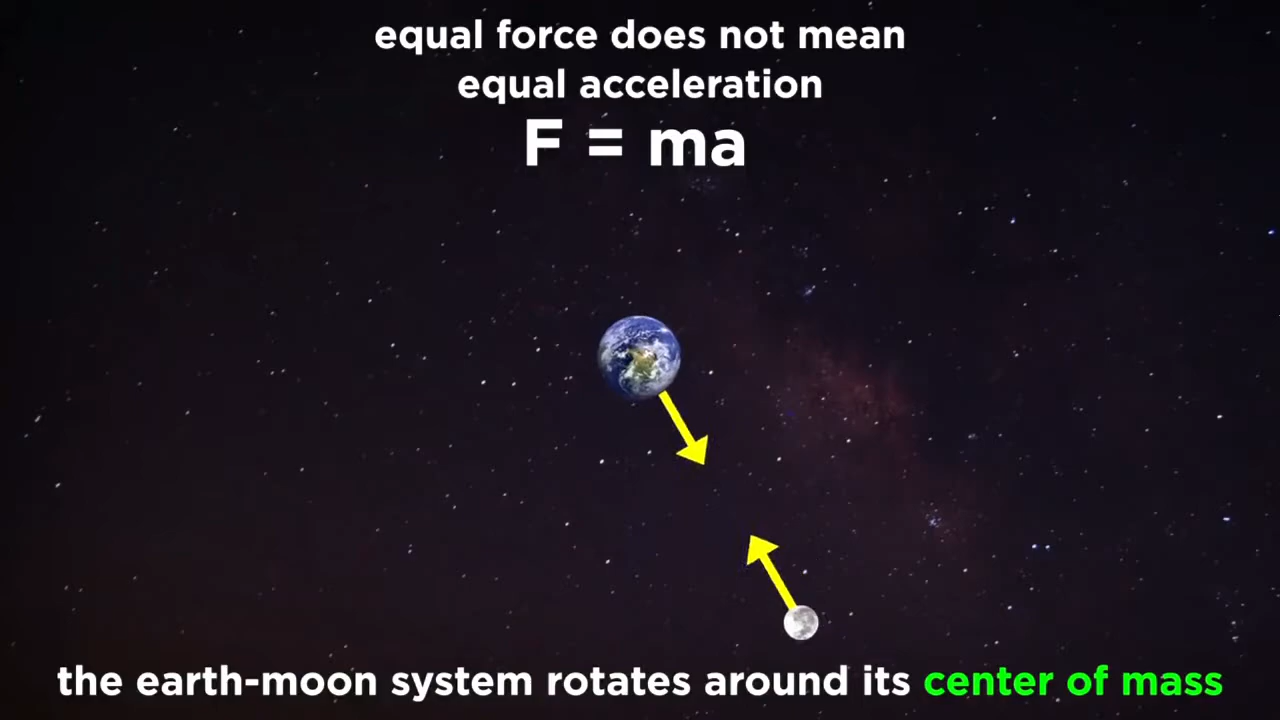 equal force does not mean
equal acceleration
F = ma
the earth-moon system rotates around its center of mass